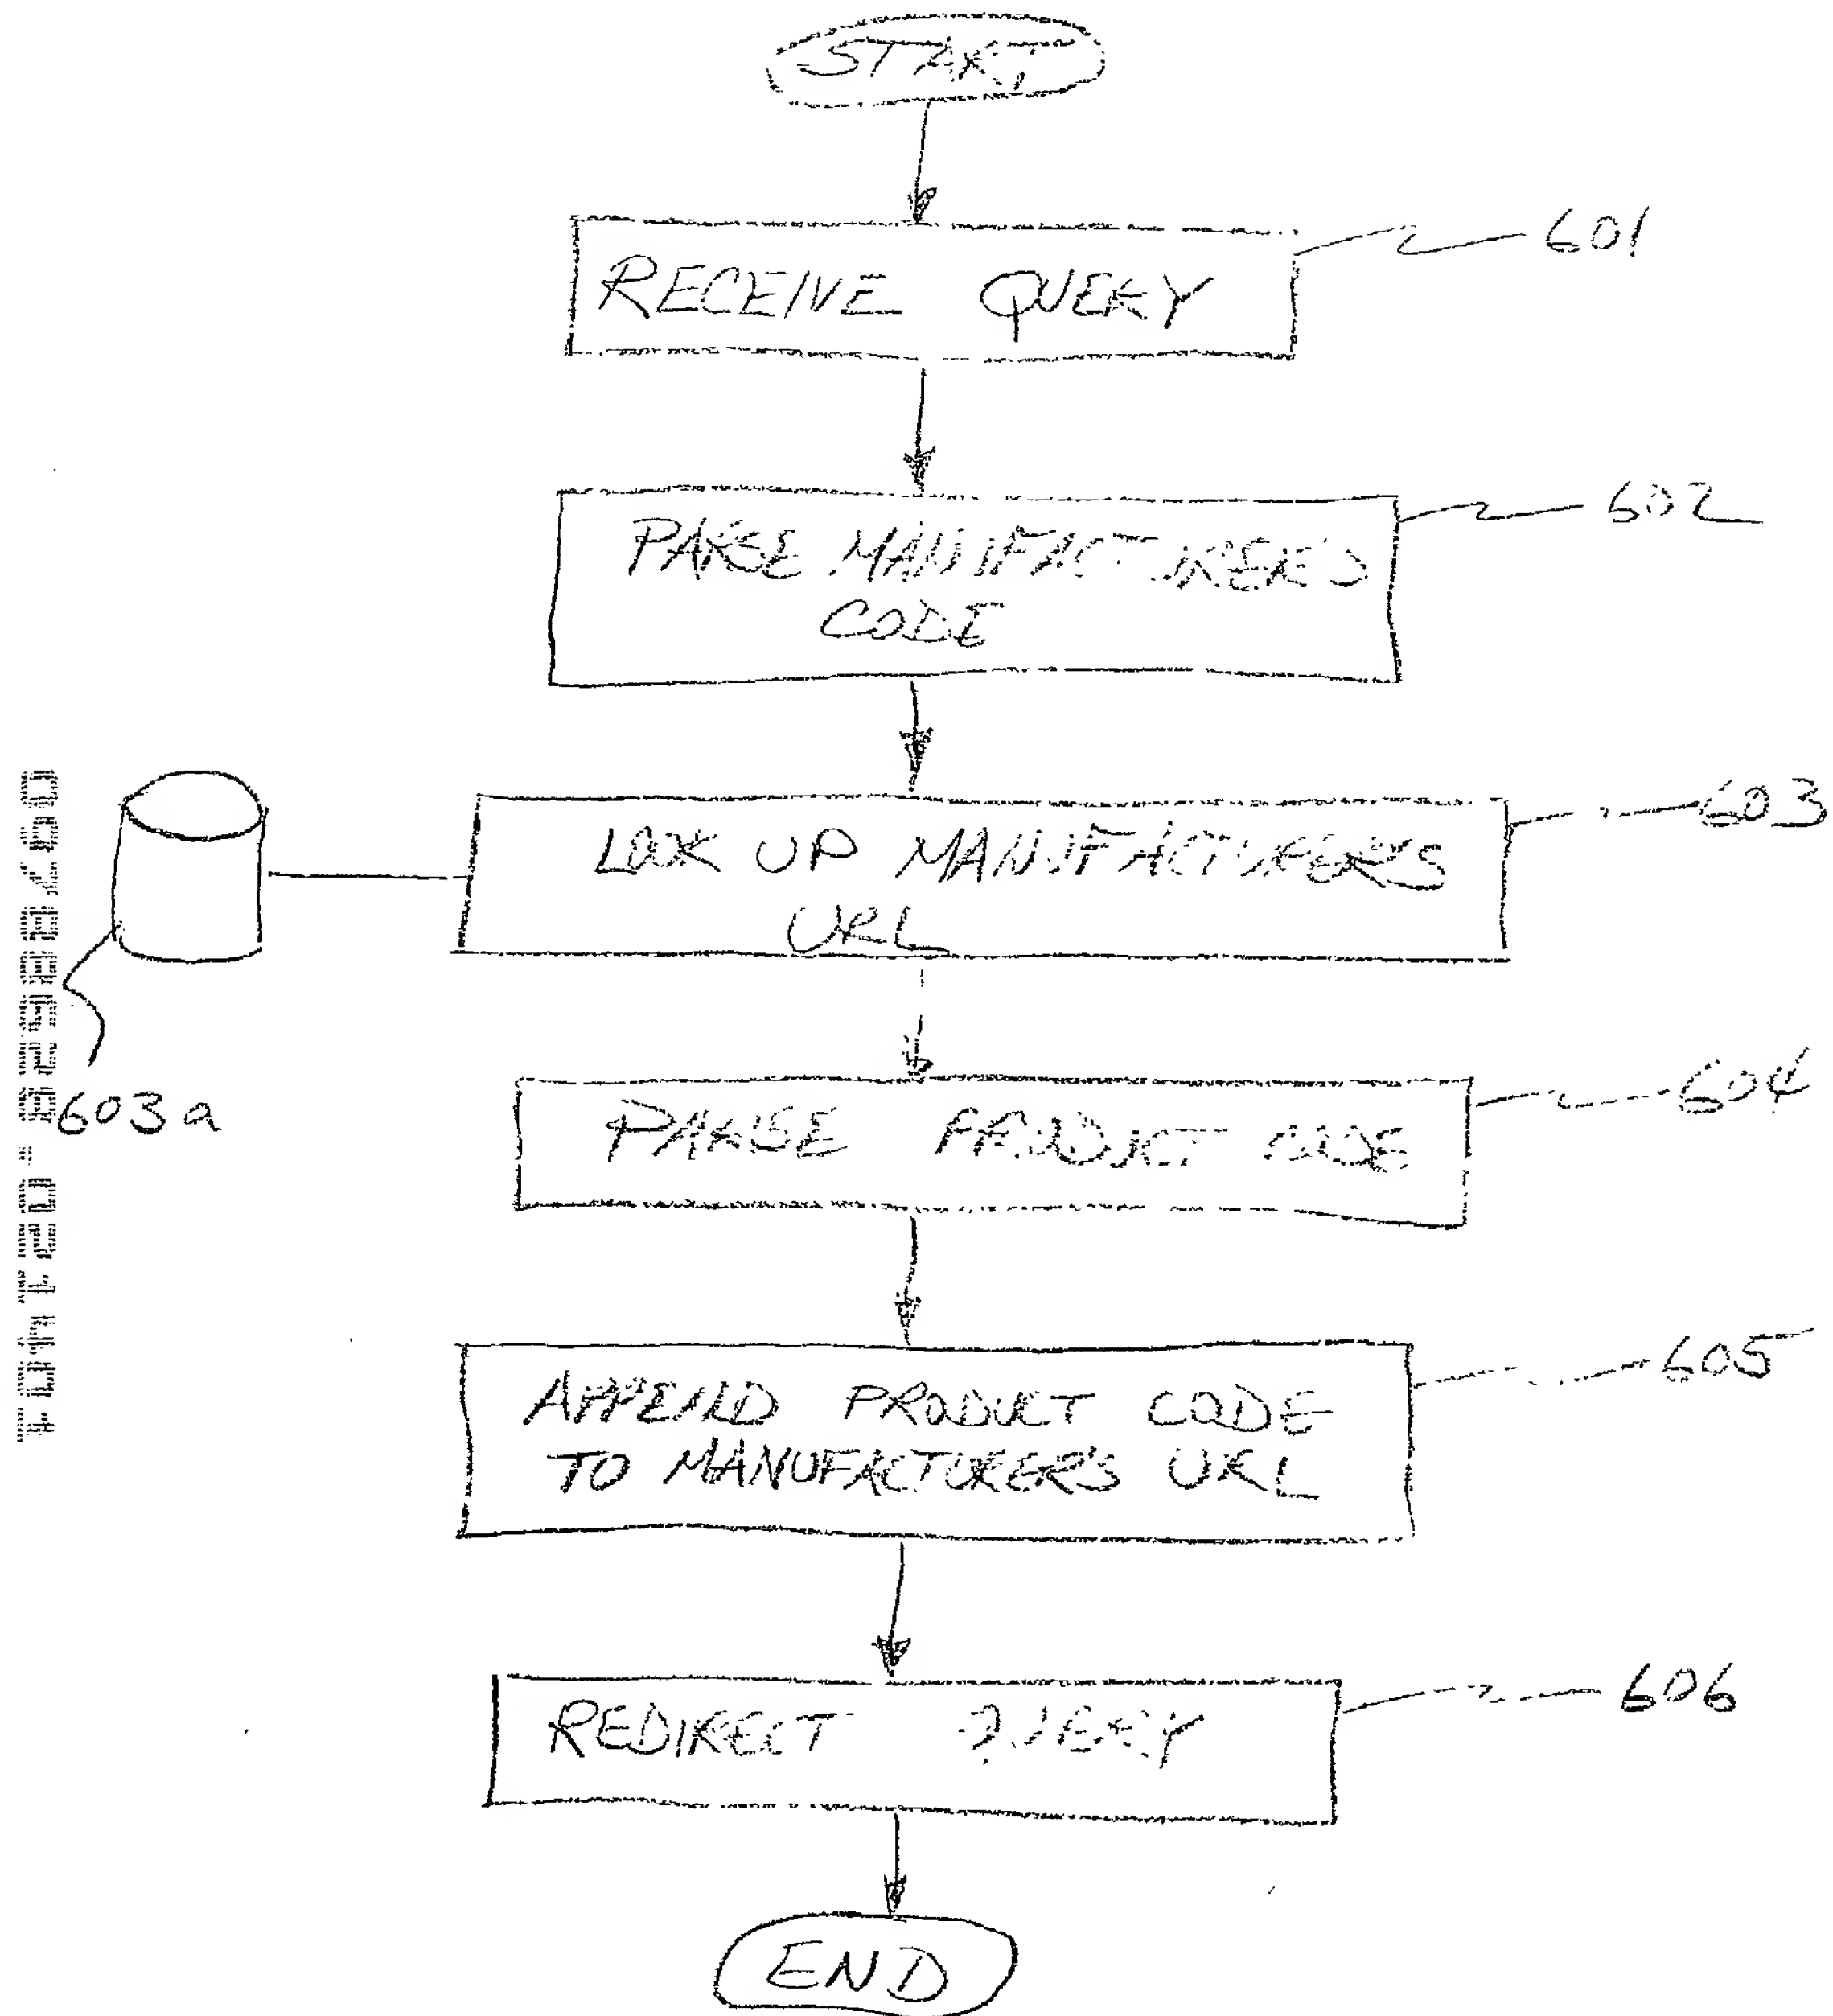 START
RECEIVE QUERY
601
PARSE MANUFACTURER'S
CODE
602
LOOK UP MANUFACTURER'S
URL
603
603a
PARSE PRODUCT CODE
604
APPEND PRODUCT CODE
TO MANUFACTURER'S URL
605
REDIRECT QUERY
606
END